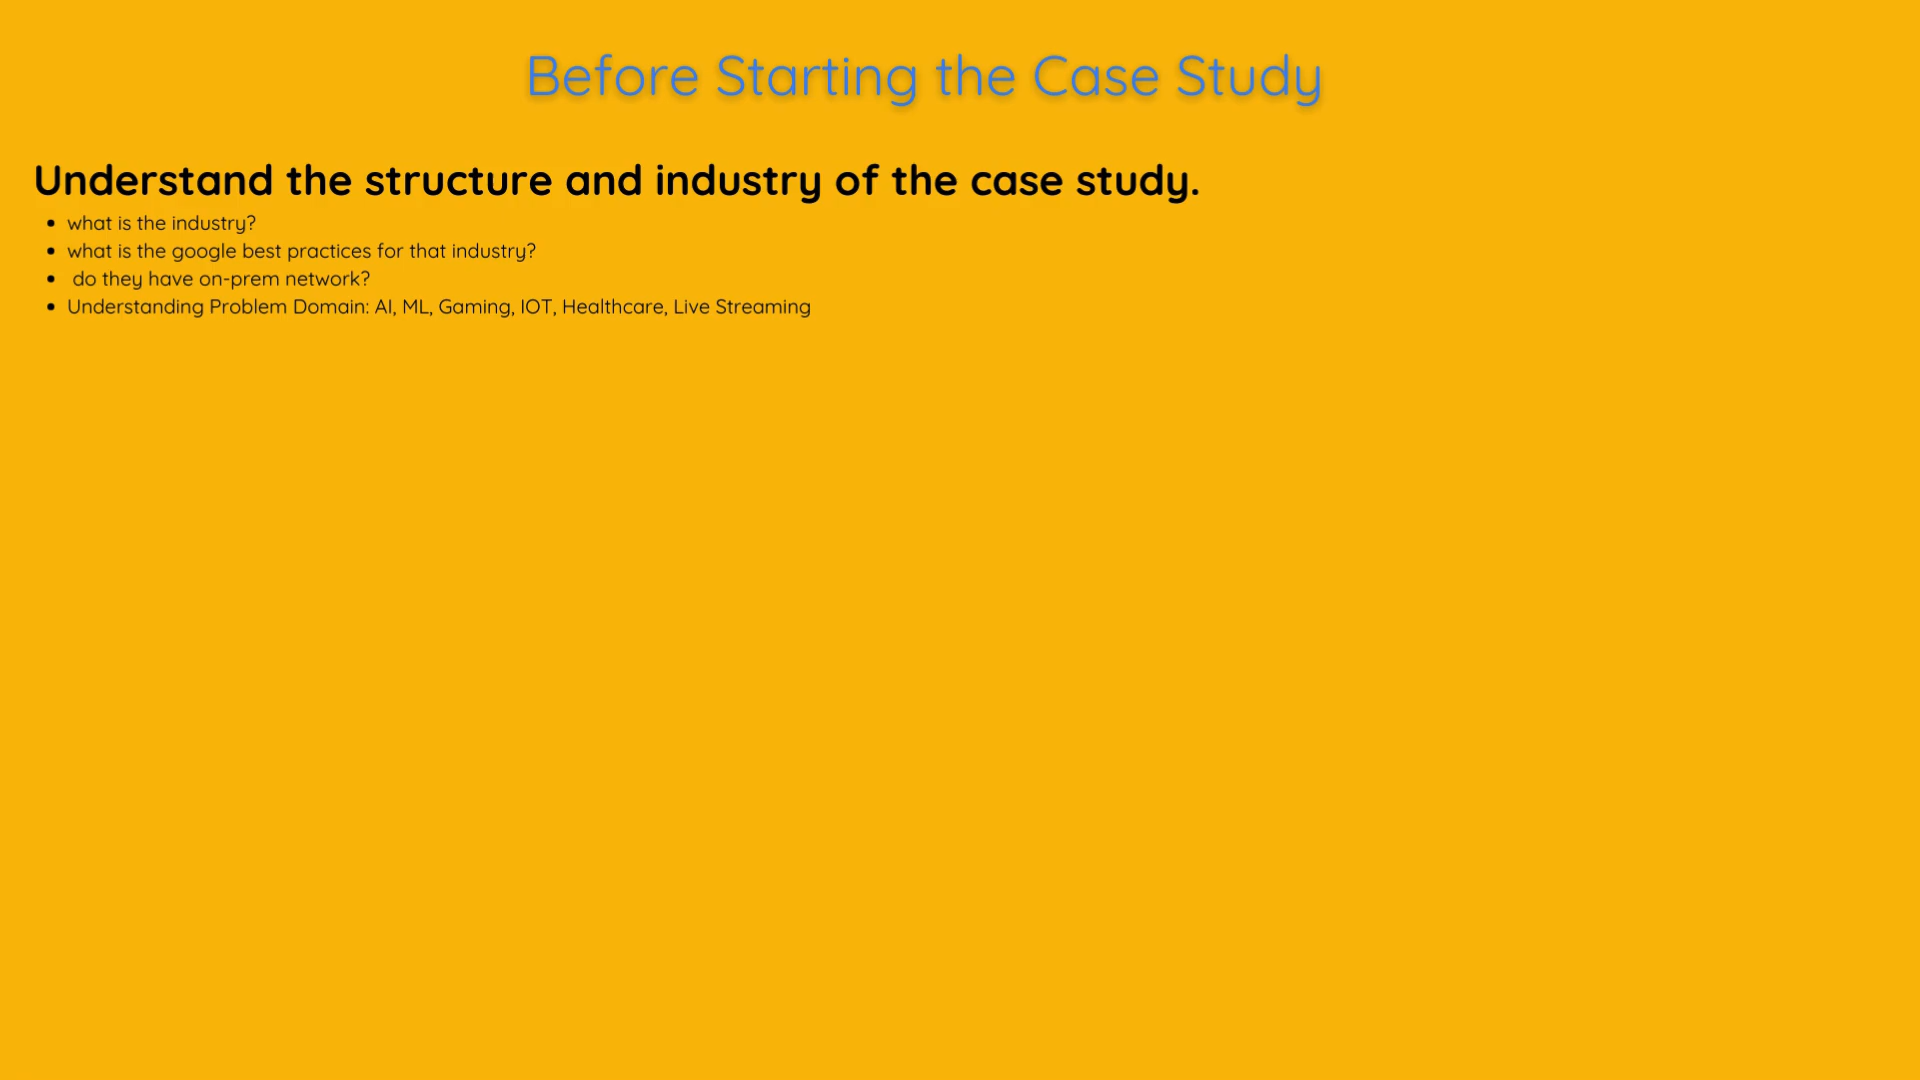 Before Starting the Case Study
Understand the structure and industry of the case study.
• what is the industry?
• what is the google best practices for that industry?
• do they have on-prem network?
• Understanding Problem Domain: AI, ML, Gaming, IOT, Healthcare, Live Streaming